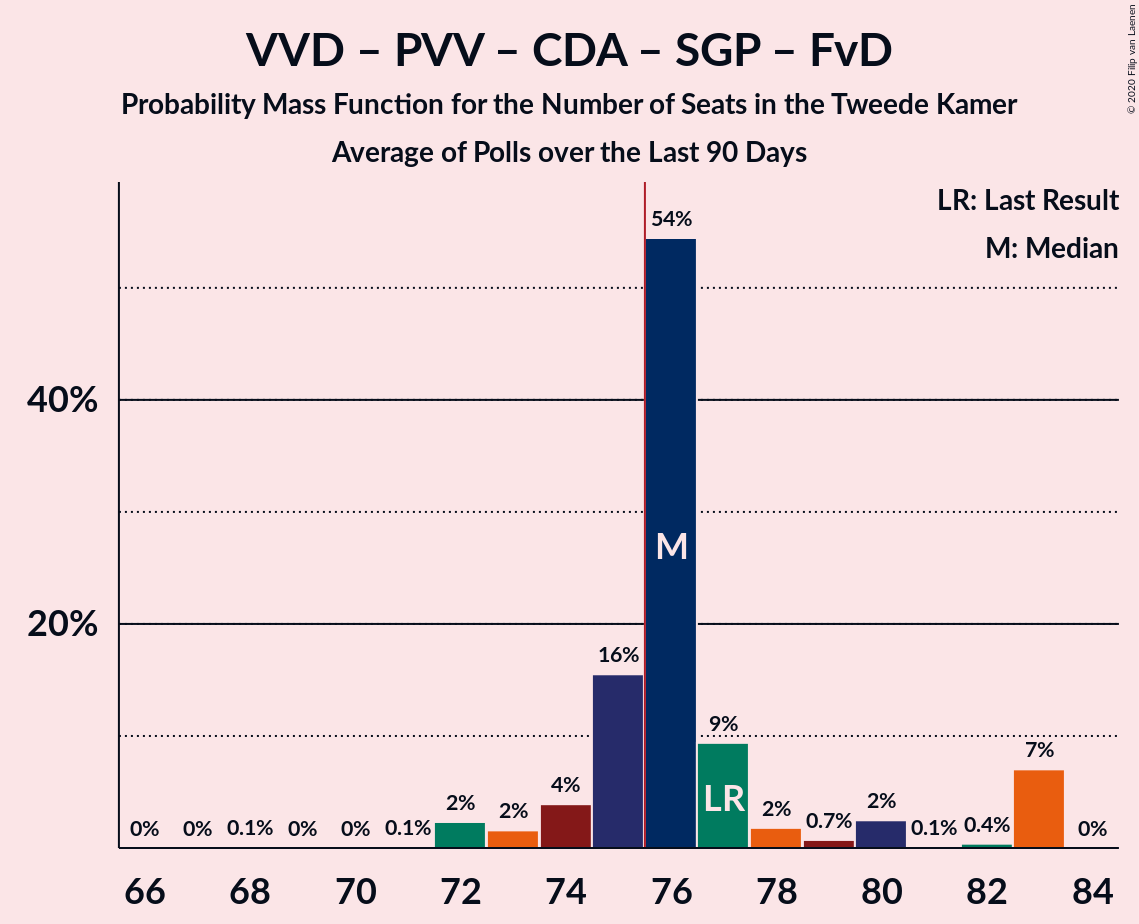 VVD – PVV – CDA – SGP – FvD
Probability Mass Function for the Number of Seats in the Tweede Kamer
Average of Polls over the Last 90 Days
© 2020 Filip van Laenen
LR: Last Result
M: Median
40%
20%
0%
0%
0.1%
0%
0%
0.1%
2%
2%
4%
16%
54%
9%
2%
0.7%
2%
0.1%
0.4%
7%
0%
M
LR
66 68 70 72 74 76 78 80 82 84